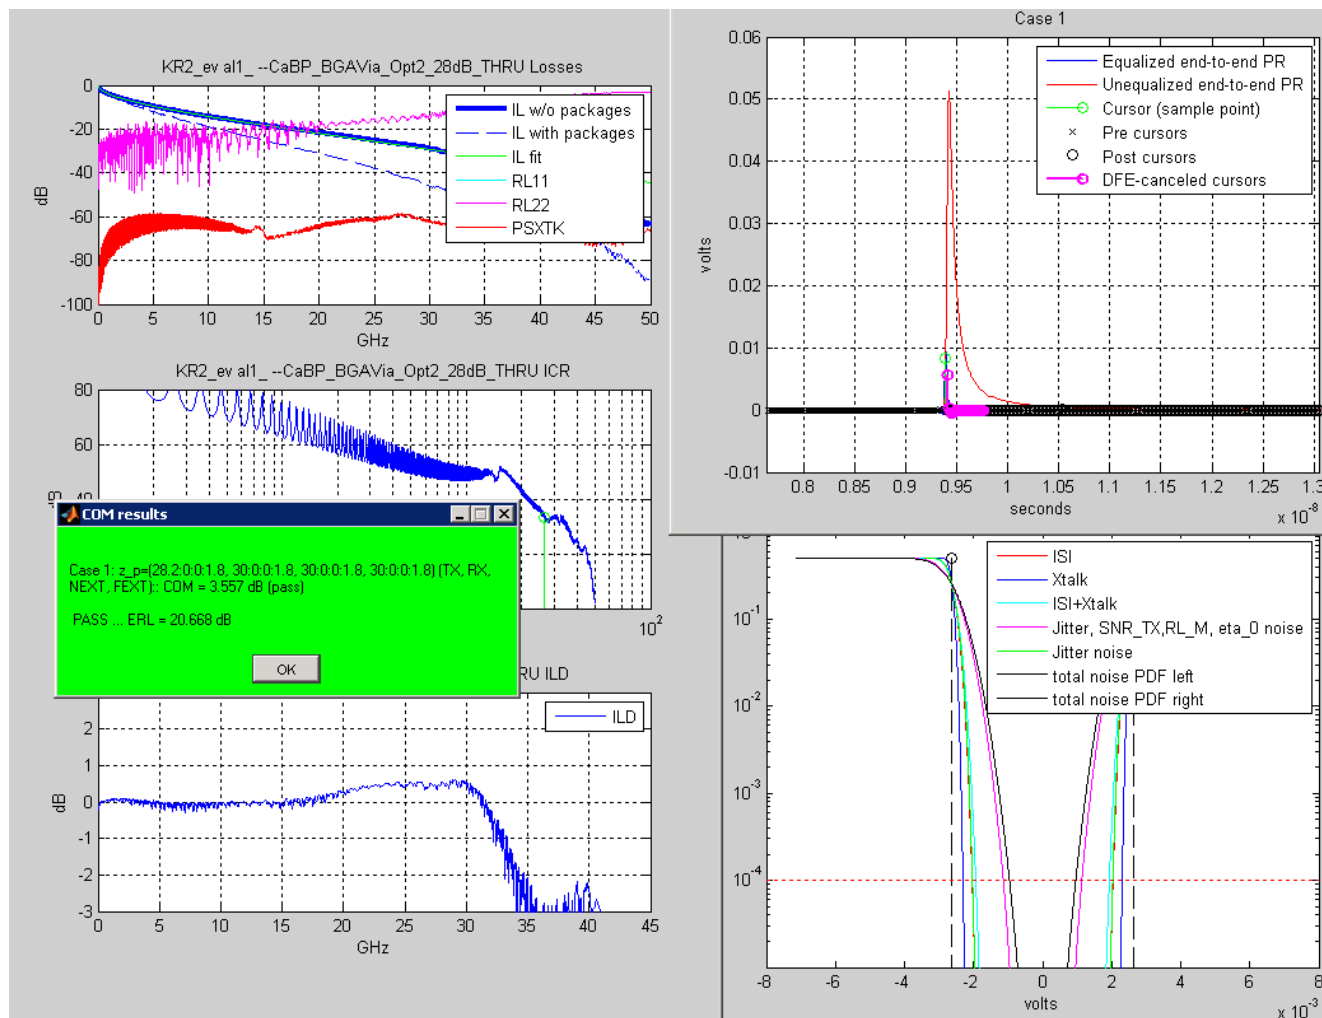 KR2_ev al1_ --CaBP_BGAVia_Opt2_28dB_THRU Losses
0
-20
-40
-60
-80
-100
dB
IL w/o packages
IL with packages
IL fit
RL11
RL22
PSXTK
0 5 10 15 20 25 30 35 40 45 50
GHz
KR2_ev al1_ --CaBP_BGAVia_Opt2_28dB_THRU ICR
80
60
40
10²
COM results
Case 1: z_p=(28.2:0:0:1.8, 30:0:0:1.8, 30:0:0:1.8, 30:0:0:1.8) (TX, RX,
NEXT, FEXT):: COM = 3.557 dB (pass)
PASS ... ERL = 20.668 dB
OK
RU ILD
2
1
0
-1
-2
-3
dB
ILD
0 5 10 15 20 25 30 35 40 45
GHz
Case 1
0.06
0.05
0.04
0.03
0.02
0.01
0
-0.01
volts
Equalized end-to-end PR
Unequalized end-to-end PR
Cursor (sample point)
Pre cursors
Post cursors
DFE-canceled cursors
0.8 0.85 0.9 0.95 1 1.05 1.1 1.15 1.2 1.25 1.3
seconds
x 10⁻⁸
10⁻¹
10⁻²
10⁻³
10⁻⁴
ISI
Xtalk
ISI+Xtalk
Jitter, SNR_TX,RL_M, eta_0 noise
Jitter noise
total noise PDF left
total noise PDF right
-8 -6 -4 -2 0 2 4 6 8
volts
x 10⁻³